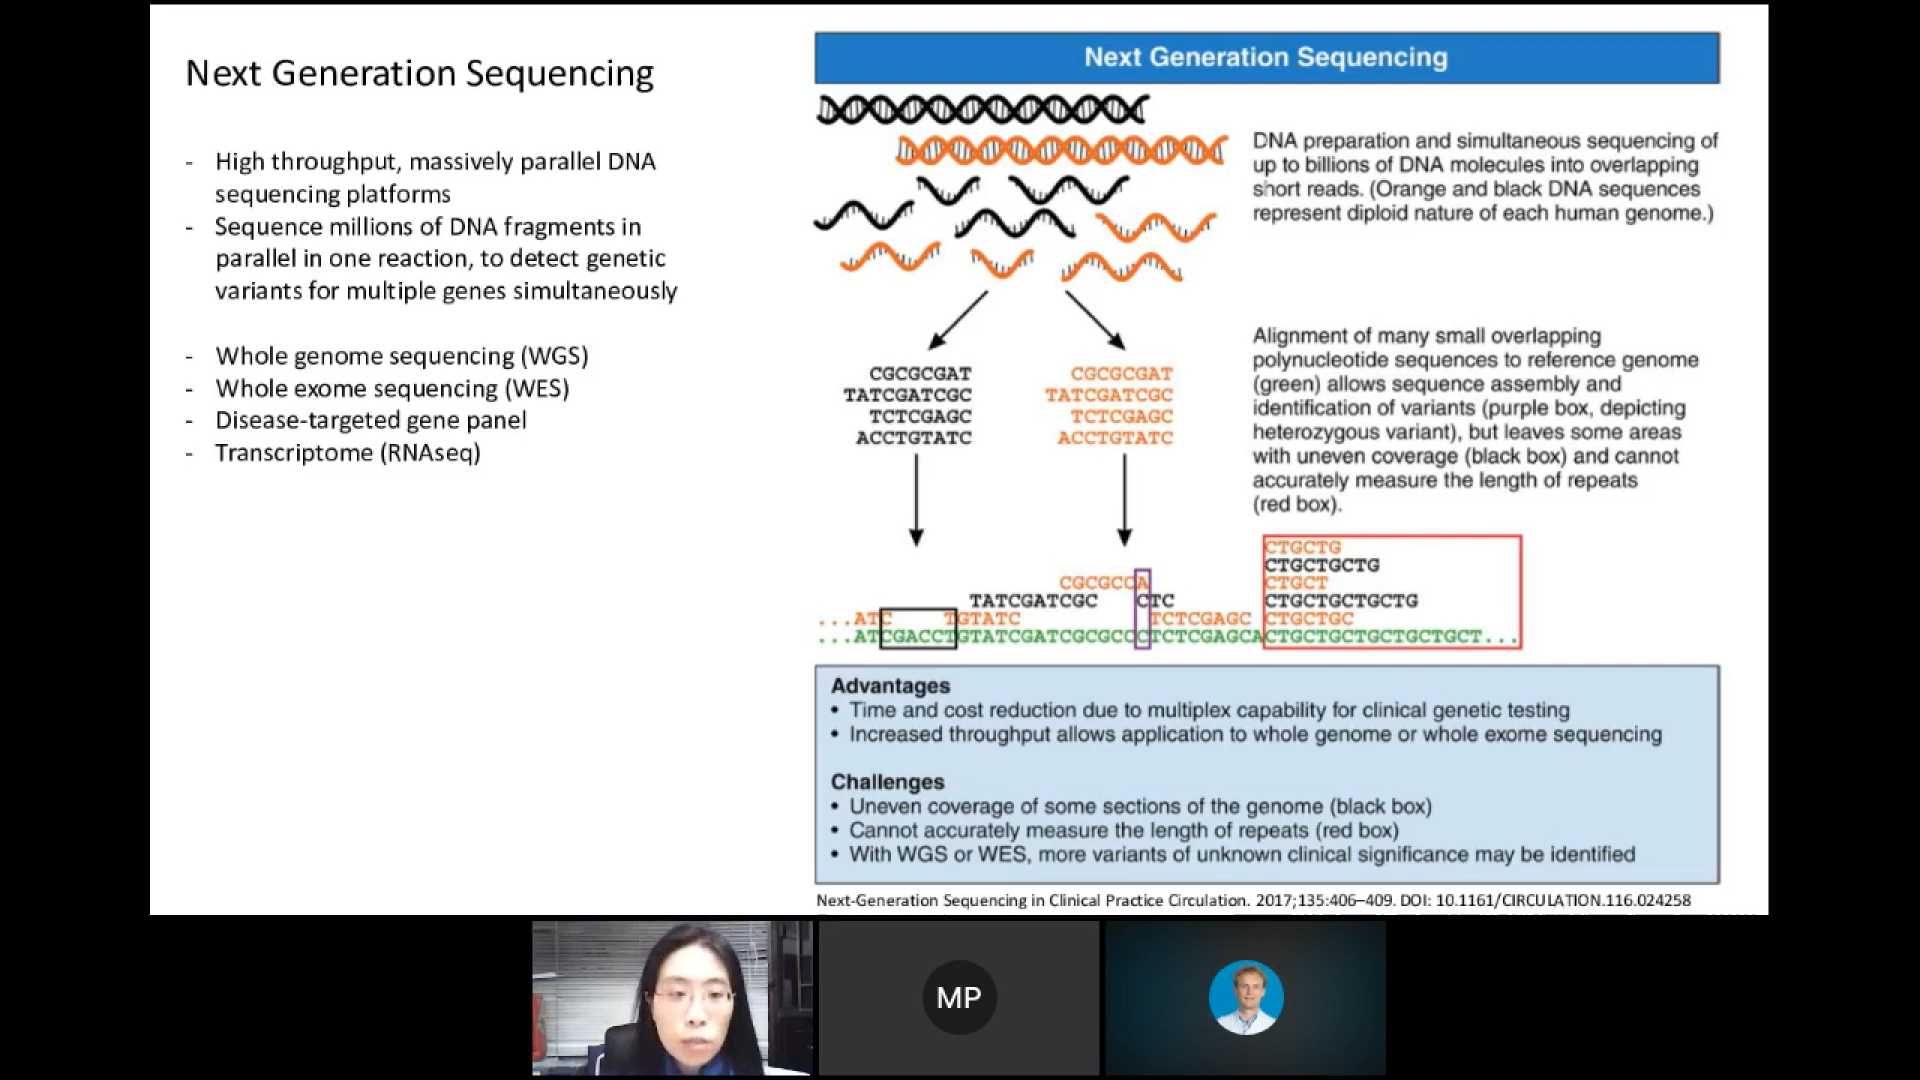 Next Generation Sequencing
- High throughput, massively parallel DNA
sequencing platforms
- Sequence millions of DNA fragments in
parallel in one reaction, to detect genetic
variants for multiple genes simultaneously
- Whole genome sequencing (WGS)
- Whole exome sequencing (WES)
- Disease-targeted gene panel
- Transcriptome (RNAseq)
Next Generation Sequencing
DNA preparation and simultaneous sequencing of
up to billions of DNA molecules into overlapping
short reads. (Orange and black DNA sequences
represent diploid nature of each human genome.)
Alignment of many small overlapping
polynucleotide sequences to reference genome
(green) allows sequence assembly and
identification of variants (purple box, depicting
heterozygous variant), but leaves some areas
with uneven coverage (black box) and cannot
accurately measure the length of repeats
(red box).
CGCGCGAT CGCGCGAT
TATCGATCGC TATCGATCGC
TCTCGAGC TCTCGAGC
ACCTGTATC ACCTGTATC
CTGCTG
CTGCTGCTG
CGCGCCA CTGCT
TATCGATCGC CTC CTGCTGCTGCTG
...ATC TGTATC TCTCGAGC CTGCTGC
...ATCGACCTGTATCGATCGCGCCCTCTCGAGCACTGCTGCTGCTGCTGCT...
Advantages
• Time and cost reduction due to multiplex capability for clinical genetic testing
• Increased throughput allows application to whole genome or whole exome sequencing
Challenges
• Uneven coverage of some sections of the genome (black box)
• Cannot accurately measure the length of repeats (red box)
• With WGS or WES, more variants of unknown clinical significance may be identified
Next-Generation Sequencing in Clinical Practice Circulation. 2017;135:406–409. DOI: 10.1161/CIRCULATION.116.024258
MP